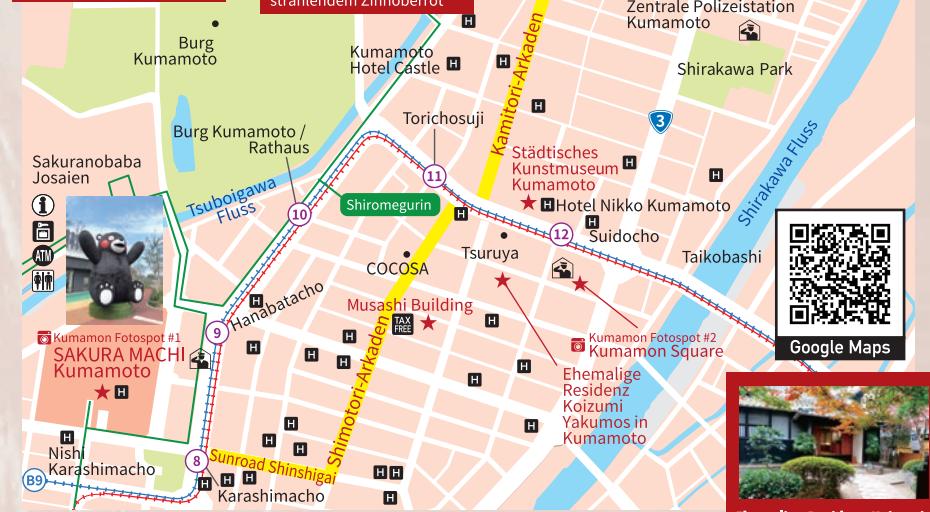 strahlendem Zinnoberrot
Zentrale Polizeistation
Kumamoto
Burg
Kumamoto
Kumamoto
Hotel Castle
H
H
H
H
Kamitori-Arkaden
Shirakawa Park
3
Torichosuji
Burg Kumamoto /
Rathaus
Städtisches
Kunstmuseum
Kumamoto
H
H
Shirakawa Fluss
Sakuranobaba
Josaien
11
Tsuboigawa
Fluss
10
Shiromegurin
H
H
Hotel Nikko Kumamoto
H
12
Suidocho
ATM
Tsuruya
Taikobashi
COCOSA
H
Hanabatacho
Musashi Building
TAX
FREE
H
9
Kumamon Fotospot #1
SAKURA MACHI
Kumamoto
H
H
H
H
Kumamon Fotospot #2
Kumamon Square
Google Maps
H
H
H
Ehemalige
Residenz
Koizumi
Yakumos in
Kumamoto
Shimotori-Arkaden
H
H
H
H
H
Nishi
Karashimacho
8
Sunroad Shinshigai
B9
H
H
H
H
H
H
Karashimacho